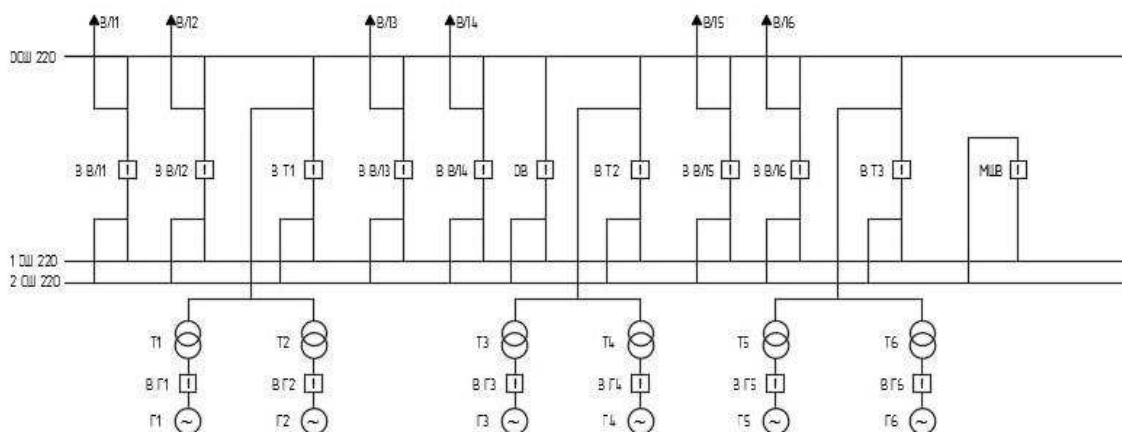 ВЛ1 ВЛ2 ВЛ3 ВЛ4 ВЛ5 ВЛ6
ОСШ 220
В ВЛ1 В ВЛ2 В Т1 В ВЛ3 В ВЛ4 ОВ В Т2 В ВЛ5 В ВЛ6 В Т3 МШВ
1 СШ 220
2 СШ 220
Т1 Т2 Т3 Т4 Т5 Т6
В Г1 В Г2 В Г3 В Г4 В Г5 В Г6
Г1 Г2 Г3 Г4 Г5 Г6